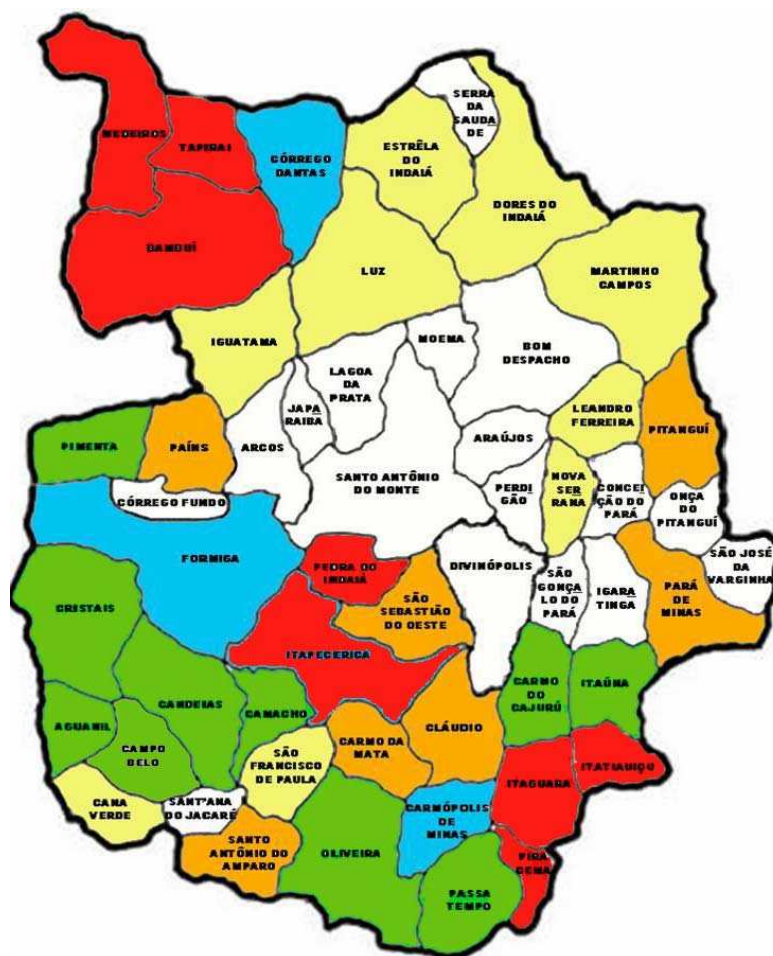 SERRA
DA
SAUDA
DE
MEDEIROS
TAPIRAI
CÓRREGO
DANTAS
ESTRÊLA
DO
INDAIÁ
DORES DO
INDAIÁ
BAMBUÍ
LUZ
MARTINHO
CAMPOS
IGUATAMA
MOEMA
BOM
DESPACHO
LAGOA
DA
PRATA
JAPA
RAIBA
LEANDRO
FERREIRA
PITANGUÍ
PIMENTA
PAÍNS
ARCOS
ARAÚJOS
SANTO ANTÔNIO
DO MONTE
PERDI
GÃO
NOVA
SER
RANA
CONCEI
ÇÃO DO
PARÁ
ONÇA
DO
PITANGUÍ
CÓRREGO FUNDO
FORMIGA
PEDRA DO
INDAIÁ
DIVINÓPOLIS
SÃO
GONÇA
LO DO
PARÁ
IGARA
TINGA
SÃO JOSÉ
DA
VARGINHA
PARÁ
DE
MINAS
CRISTAIS
SÃO
SEBASTIÃO
DO OESTE
ITAPECERICA
CARMO
DO
CAJURÚ
ITAÚNA
AGUANIL
CANDEIAS
CAMACHO
CAMPO
BELO
CLÁUDIO
SÃO
FRANCISCO
DE PAULA
CARMO DA
MATA
ITATIAIUÇO
ITAGUARA
CANA
VERDE
SANT'ANA
DO JACARÉ
CARMÓPOLIS
DE
MINAS
SANTO
ANTÔNIO DO
AMPARO
OLIVEIRA
PIRA
CEMA
PASSA
TEMPO